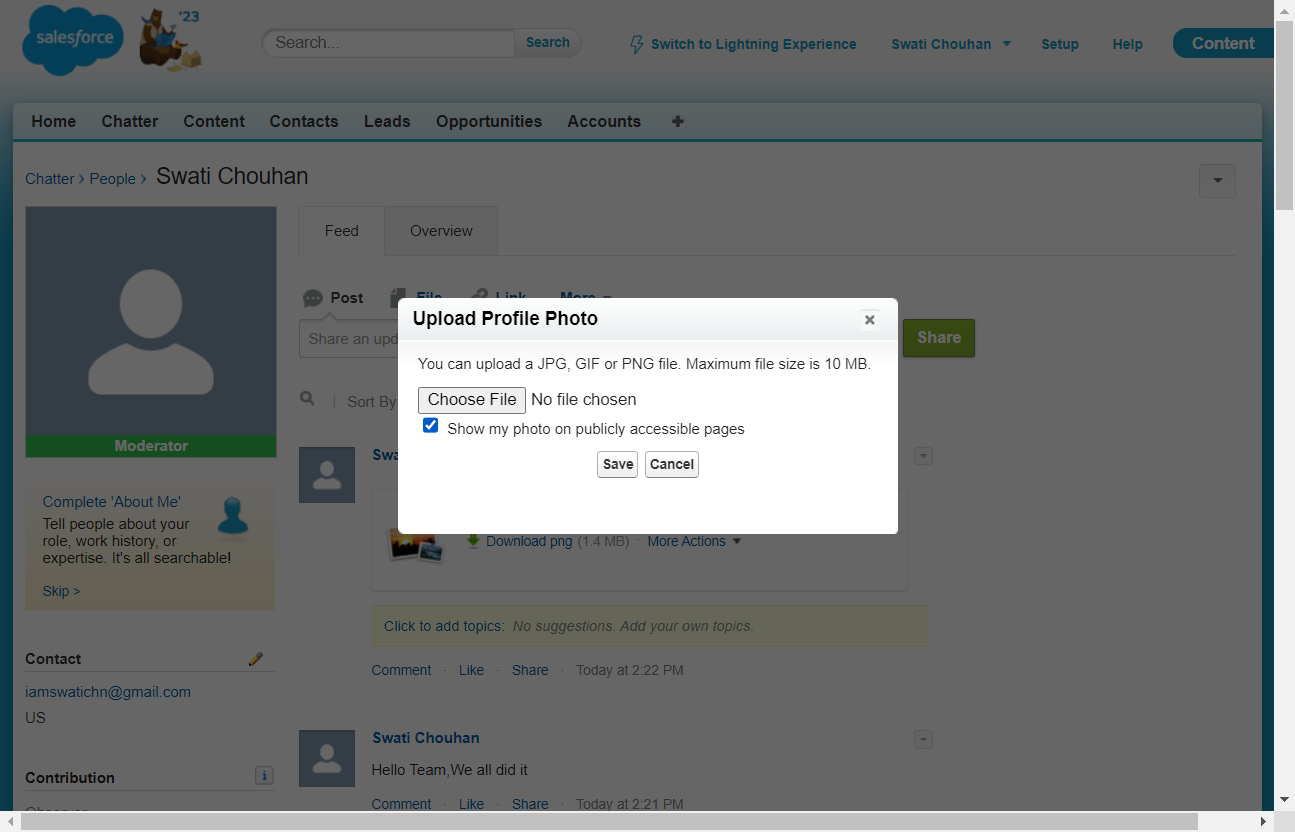 salesforce
'23
Search...
Search
Switch to Lightning Experience
Swati Chouhan
Setup
Help
Content
Home
Chatter
Content
Contacts
Leads
Opportunities
Accounts
Chatter › People › Swati Chouhan
Feed
Overview
Post
File
Link
More
Share an upd
Share
Sort By
Upload Profile Photo
You can upload a JPG, GIF or PNG file. Maximum file size is 10 MB.
Choose File No file chosen
Show my photo on publicly accessible pages
Save
Cancel
Moderator
Complete 'About Me'
Tell people about your
role, work history, or
expertise. It's all searchable!
Skip >
Contact
iamswatichn@gmail.com
US
Contribution
Swa
Download png (1.4 MB) · More Actions
Click to add topics: No suggestions. Add your own topics.
Comment · Like · Share · Today at 2:22 PM
Swati Chouhan
Hello Team,We all did it
Comment · Like · Share · Today at 2:21 PM